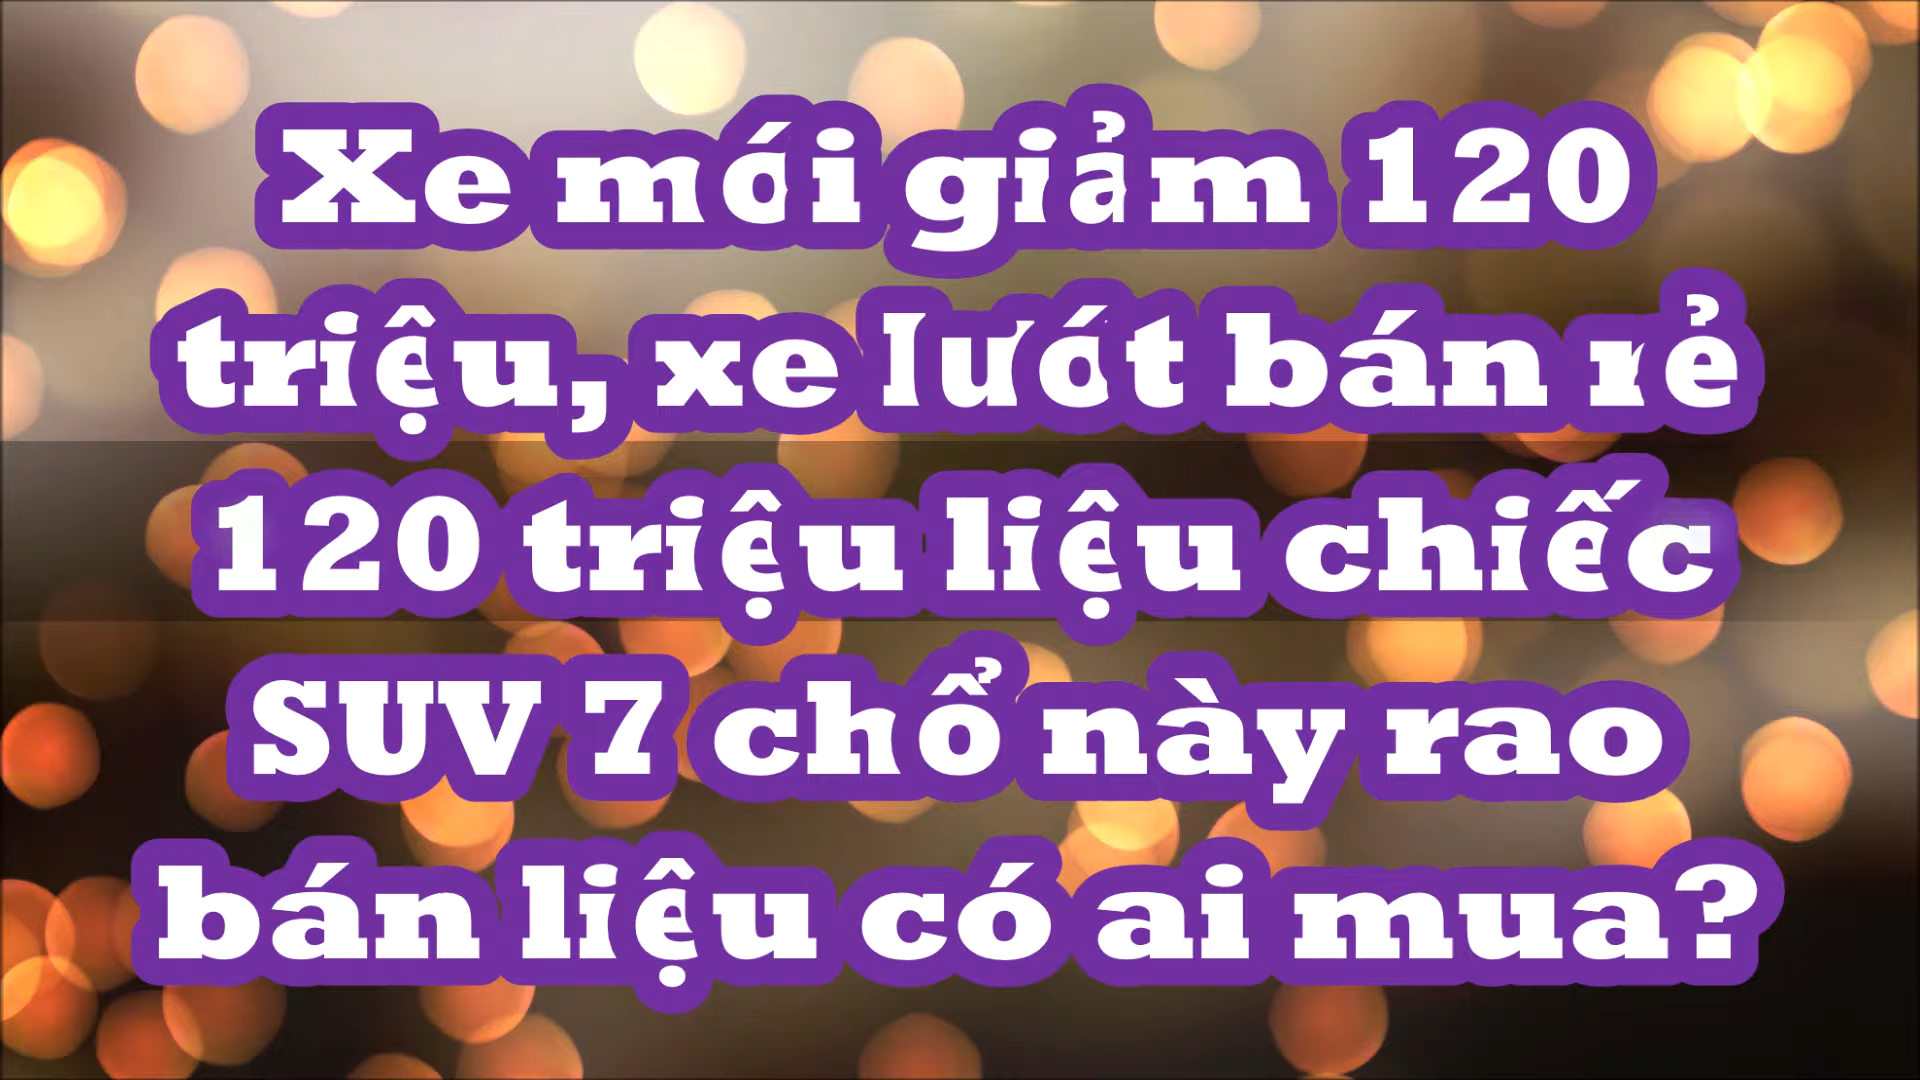 Xe mới giảm 120
triệu, xe lướt bán rẻ
120 triệu liệu chiếc
SUV 7 chổ này rao
bán liệu có ai mua?